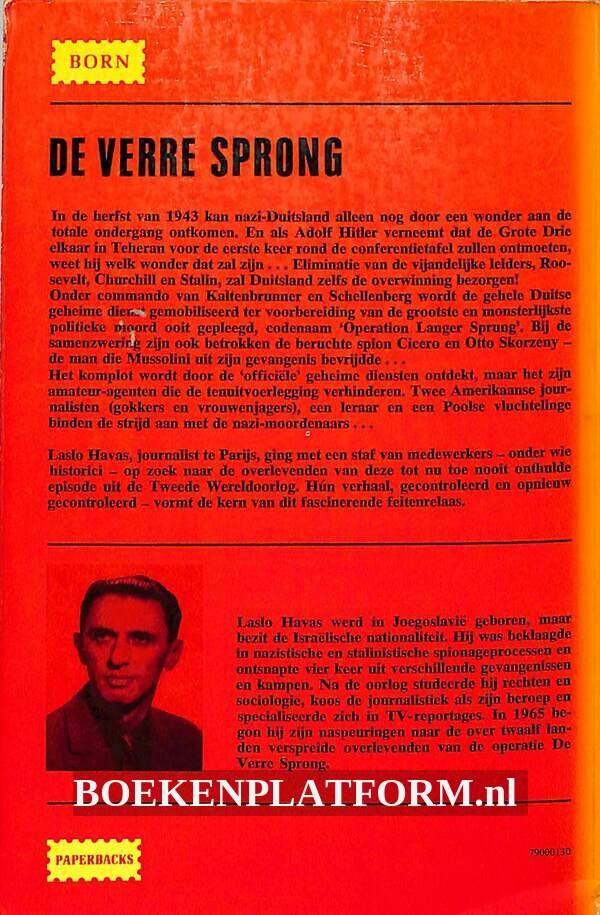 BORN
DE VERRE SPRONG
In de herfst van 1943 kan nazi-Duitsland alleen nog door een wonder aan de
totale ondergang ontkomen. En als Adolf Hitler verneemt dat de Grote Drie
elkaar in Teheran voor de eerste keer rond de conferentietafel zullen ontmoeten,
weet hij welk wonder dat zal zijn . . . Eliminatie van de vijandelijke leiders, Roo-
sevelt, Churchill en Stalin, zal Duitsland zelfs de overwinning bezorgen!
Onder commando van Kaltenbrunner en Schellenberg wordt de gehele Duitse
geheime dienst gemobiliseerd ter voorbereiding van de grootste en monsterlijkste
politieke moord ooit gepleegd, codenaam ‘Operation Langer Sprung’. Bij de
samenzwering zijn ook betrokken de beruchte spion Cicero en Otto Skorzeny –
de man die Mussolini uit zijn gevangenis bevrijdde . . .
Het komplot wordt door de ‘officiële’ geheime diensten ontdekt, maar het zijn
amateur-agenten die de tenuitvoerlegging verhinderen. Twee Amerikaanse jour-
nalisten (gokkers en vrouwenjagers), een leraar en een Poolse vluchtelinge
binden de strijd aan met de nazi-moordenaars . . .
Laslo Havas, journalist te Parijs, ging met een staf van medewerkers – onder wie
historici – op zoek naar de overlevenden van deze tot nu toe nooit onthulde
episode uit de Tweede Wereldoorlog. Hún verhaal, gecontroleerd en opnieuw
gecontroleerd – vormt de kern van dit fascinerende feitenrelaas.
Laslo Havas werd in Joegoslavië geboren, maar
bezit de Israëlische nationaliteit. Hij was beklaagde
in nazistische en stalinistische spionageprocessen en
ontsnapte vier keer uit verschillende gevangenissen
en kampen. Na de oorlog studeerde hij rechten en
sociologie, koos de journalistiek als zijn beroep en
specialiseerde zich in TV-reportages. In 1965 be-
gon hij zijn naspeuringen naar de over twaalf lan-
den verspreide overlevenden van de operatie De
Verre Sprong.
BOEKENPLATFORM.nl
PAPERBACKS
79000130